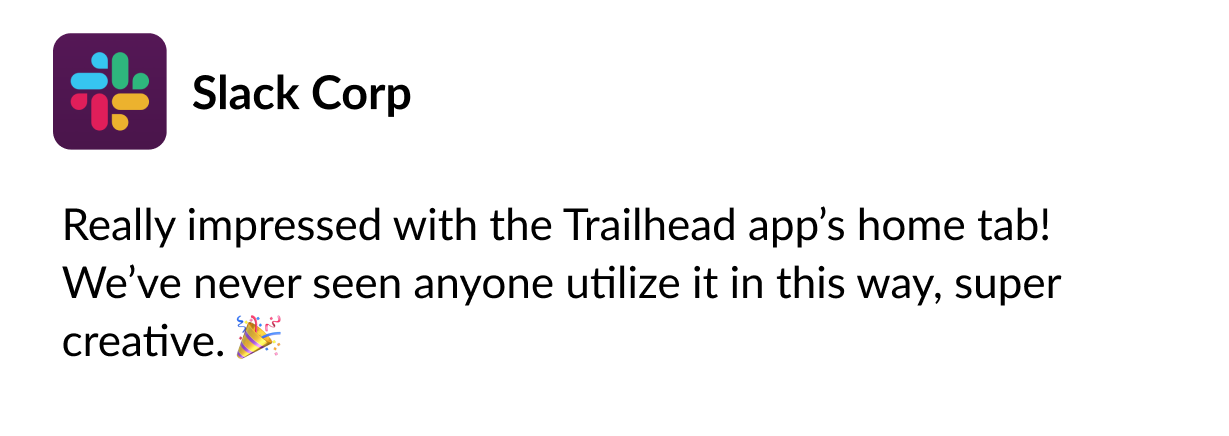 Slack Corp
Really impressed with the Trailhead app’s home tab!
We’ve never seen anyone utilize it in this way, super
creative. 🎉